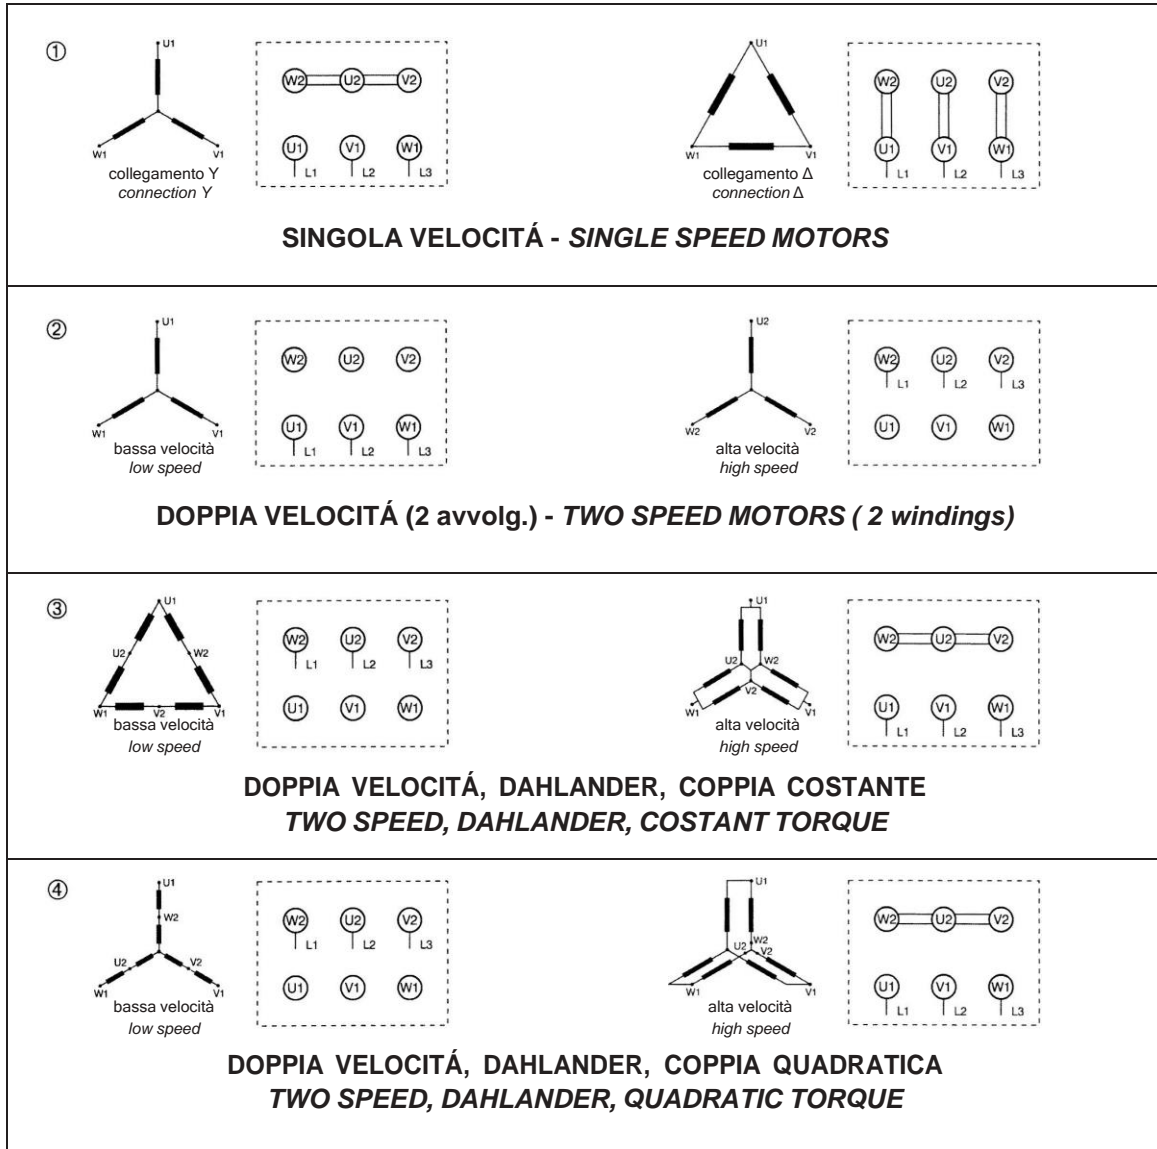 ①
U1
W1 V1
collegamento Y
connection Y
W2 U2 V2
U1 V1 W1
L1 L2 L3
U1
W1 V1
collegamento Δ
connection Δ
W2 U2 V2
U1 V1 W1
L1 L2 L3
SINGOLA VELOCITÁ - SINGLE SPEED MOTORS
②
U1
W1 V1
bassa velocità
low speed
W2 U2 V2
U1 V1 W1
L1 L2 L3
U2
W2 V2
alta velocità
high speed
W2 U2 V2
L1 L2 L3
U1 V1 W1
DOPPIA VELOCITÁ (2 avvolg.) - TWO SPEED MOTORS ( 2 windings)
③
U1
U2 W2
W1 V2 V1
bassa velocità
low speed
W2 U2 V2
L1 L2 L3
U1 V1 W1
U1
U2 W2
V2
W1 V1
alta velocità
high speed
W2 U2 V2
U1 V1 W1
L1 L2 L3
DOPPIA VELOCITÁ, DAHLANDER, COPPIA COSTANTE
TWO SPEED, DAHLANDER, COSTANT TORQUE
④
U1
W2
U2 V2
W1 V1
bassa velocità
low speed
W2 U2 V2
L1 L2 L3
U1 V1 W1
U1
W2
U2 V2
W1 V1
alta velocità
high speed
W2 U2 V2
U1 V1 W1
L1 L2 L3
DOPPIA VELOCITÁ, DAHLANDER, COPPIA QUADRATICA
TWO SPEED, DAHLANDER, QUADRATIC TORQUE